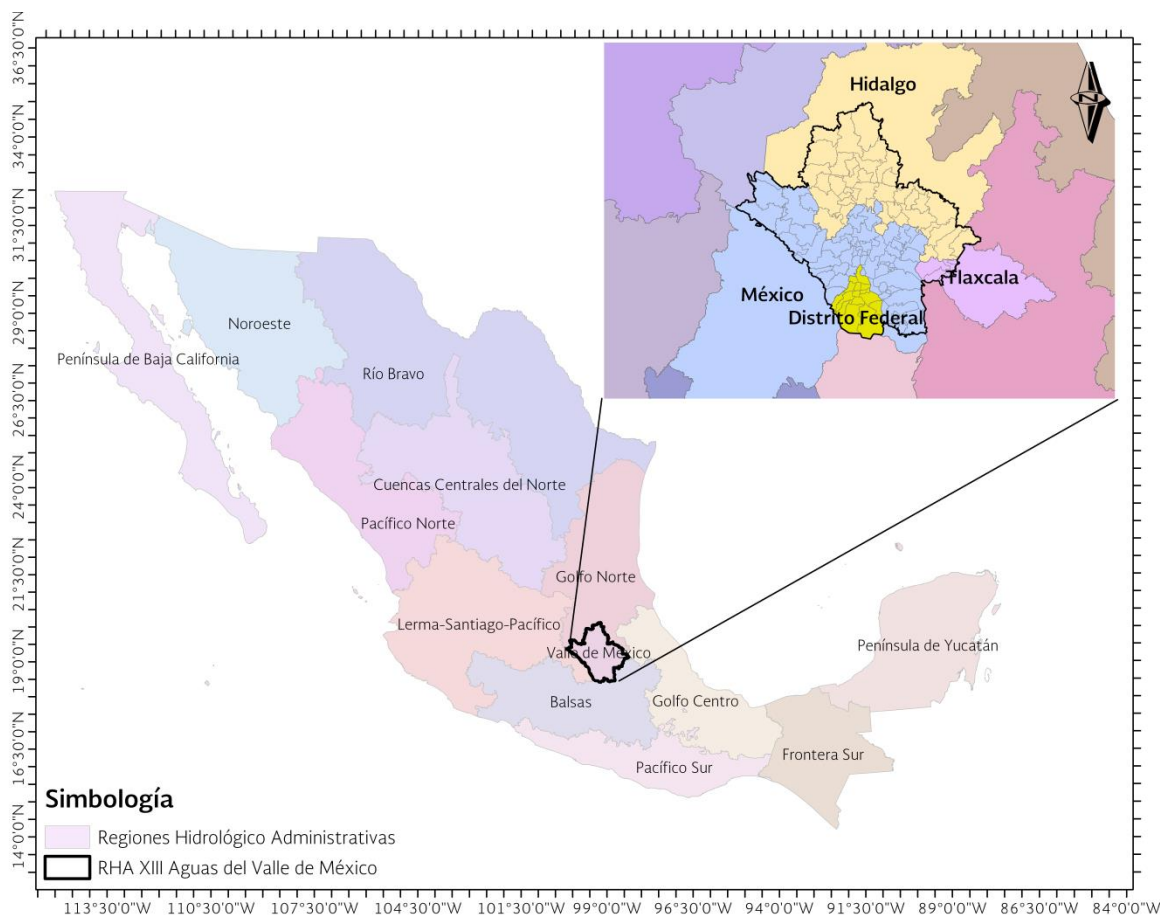 36°30'0"N
34°0'0"N
31°30'0"N
29°0'0"N
26°30'0"N
24°0'0"N
21°30'0"N
19°0'0"N
16°30'0"N
14°0'0"N
Hidalgo
N
Tlaxcala
México
Distrito Federal
Noroeste
Península de Baja California
Río Bravo
Cuencas Centrales del Norte
Pacífico Norte
Golfo Norte
Lerma-Santiago-Pacífico
Valle de México
Península de Yucatán
Balsas
Golfo Centro
Frontera Sur
Pacífico Sur
Simbología
Regiones Hidrológico Administrativas
RHA XIII Aguas del Valle de México
113°30'0"W 110°30'0"W 107°30'0"W 104°30'0"W 101°30'0"W 99°0'0"W 96°30'0"W 94°0'0"W 91°30'0"W 89°0'0"W 86°30'0"W 84°0'0"W